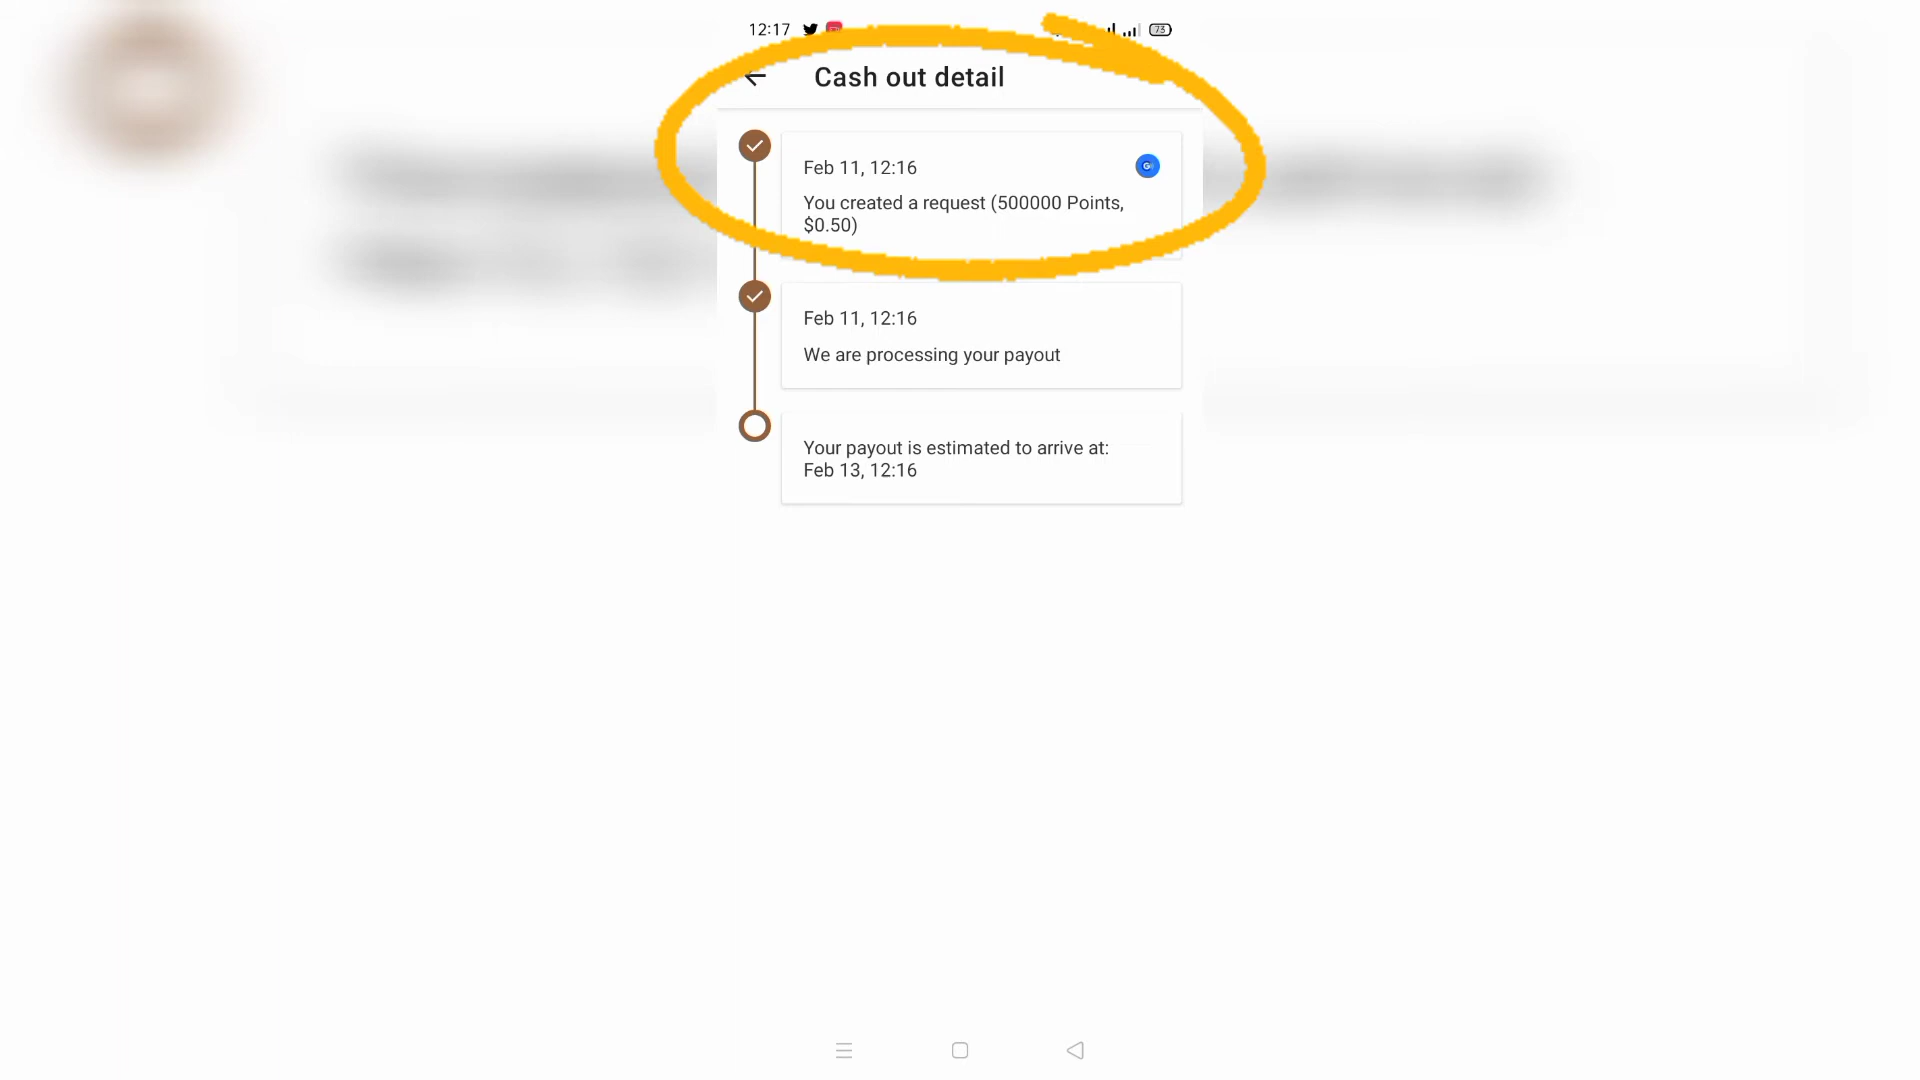 12:17
73
Cash out detail
Feb 11, 12:16
You created a request (500000 Points,
$0.50)
Feb 11, 12:16
We are processing your payout
Your payout is estimated to arrive at:
Feb 13, 12:16